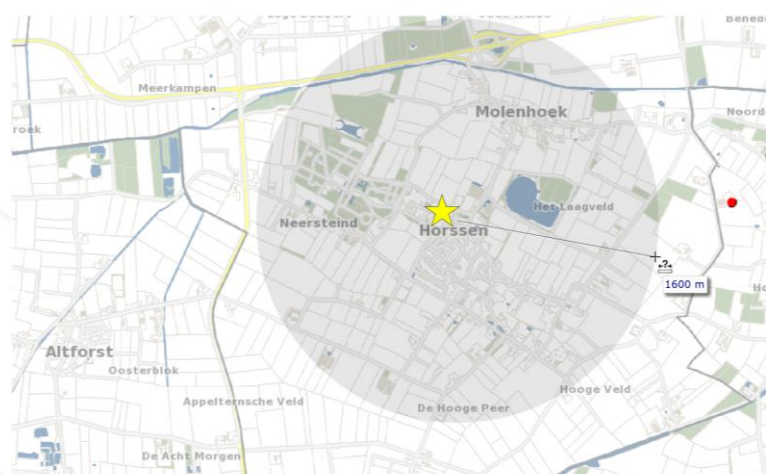 Meerkampen
Molenhoek
Het Laagveld
Neersteind
Horssen
1600 m
Altforst
Oosterblok
Hooge Veld
Appelternsche Veld
De Hooge Peer
De Acht Morgen